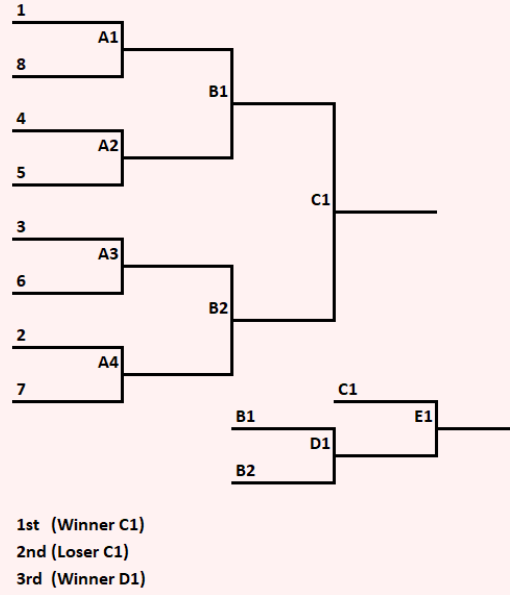 1
A1
8
B1
4
A2
5
C1
3
A3
6
B2
2
A4
7
C1
B1
E1
D1
B2
1st (Winner C1)
2nd (Loser C1)
3rd (Winner D1)